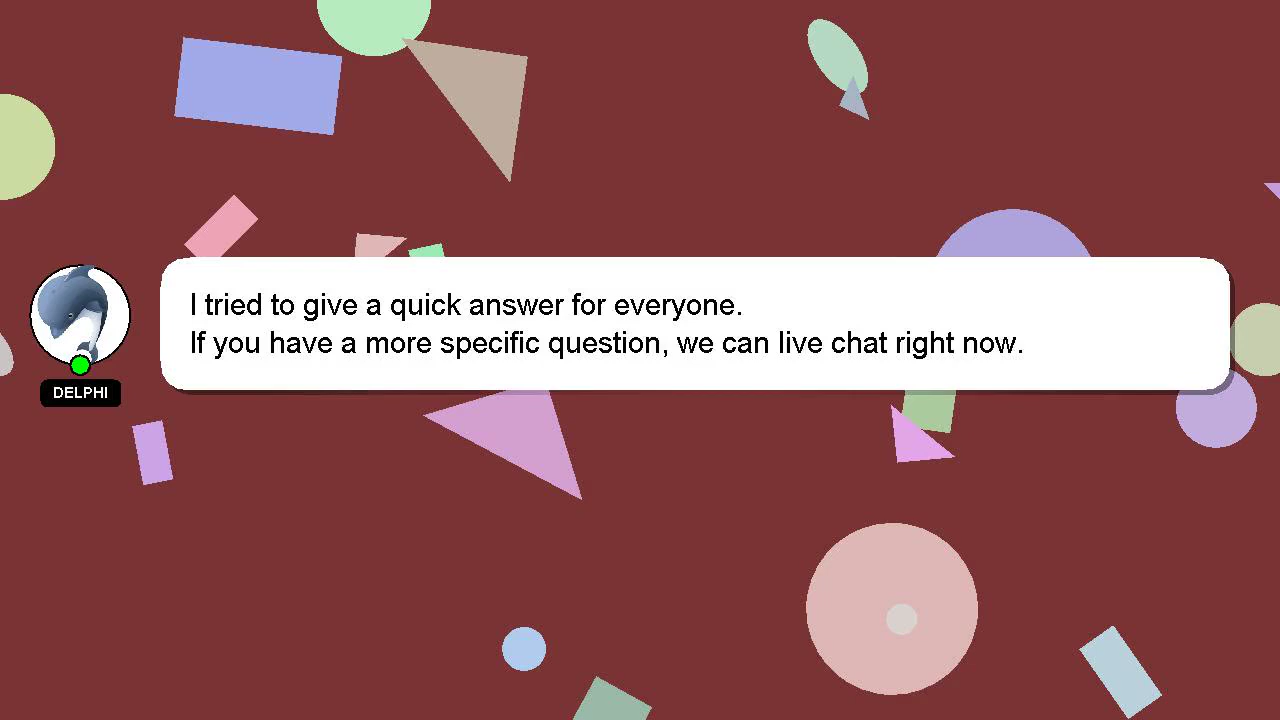 I tried to give a quick answer for everyone.
If you have a more specific question, we can live chat right now.
DELPHI